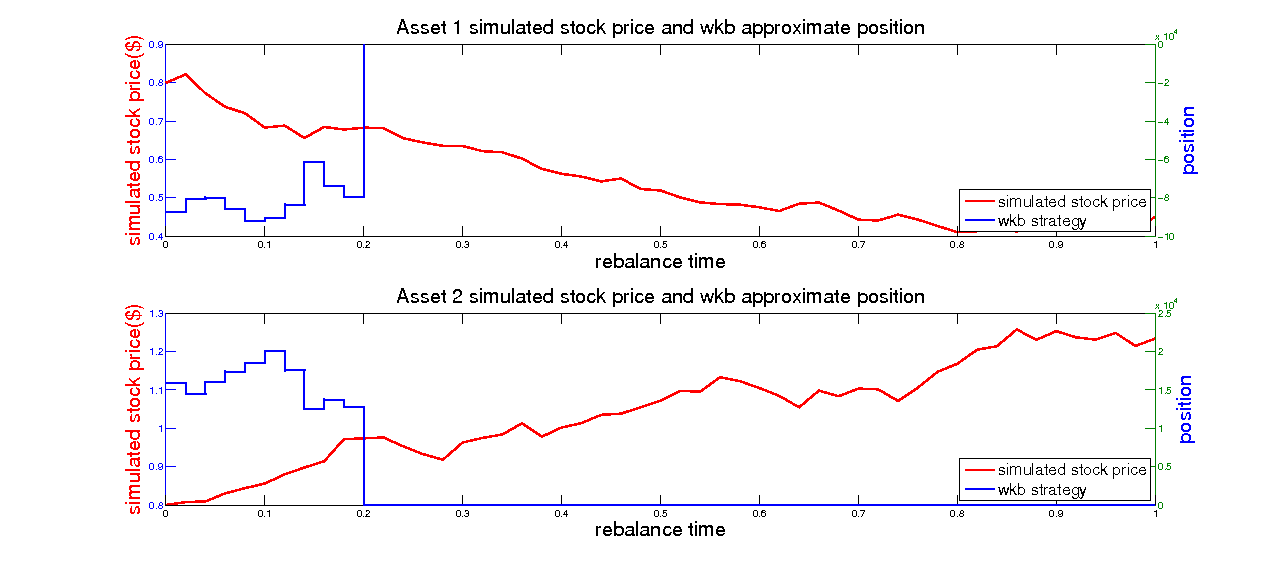 Asset 1 simulated stock price and wkb approximate position
x 10^4
simulated stock price($)
0.9
0.8
0.7
0.6
0.5
0.4
0
−2
−4
−6
−8
−10
position
simulated stock price
wkb strategy
0 0.1 0.2 0.3 0.4 0.5 0.6 0.7 0.8 0.9 1
rebalance time
Asset 2 simulated stock price and wkb approximate position
x 10^4
simulated stock price($)
1.3
1.2
1.1
1
0.9
0.8
2.5
2
1.5
1
0.5
0
position
simulated stock price
wkb strategy
0 0.1 0.2 0.3 0.4 0.5 0.6 0.7 0.8 0.9 1
rebalance time